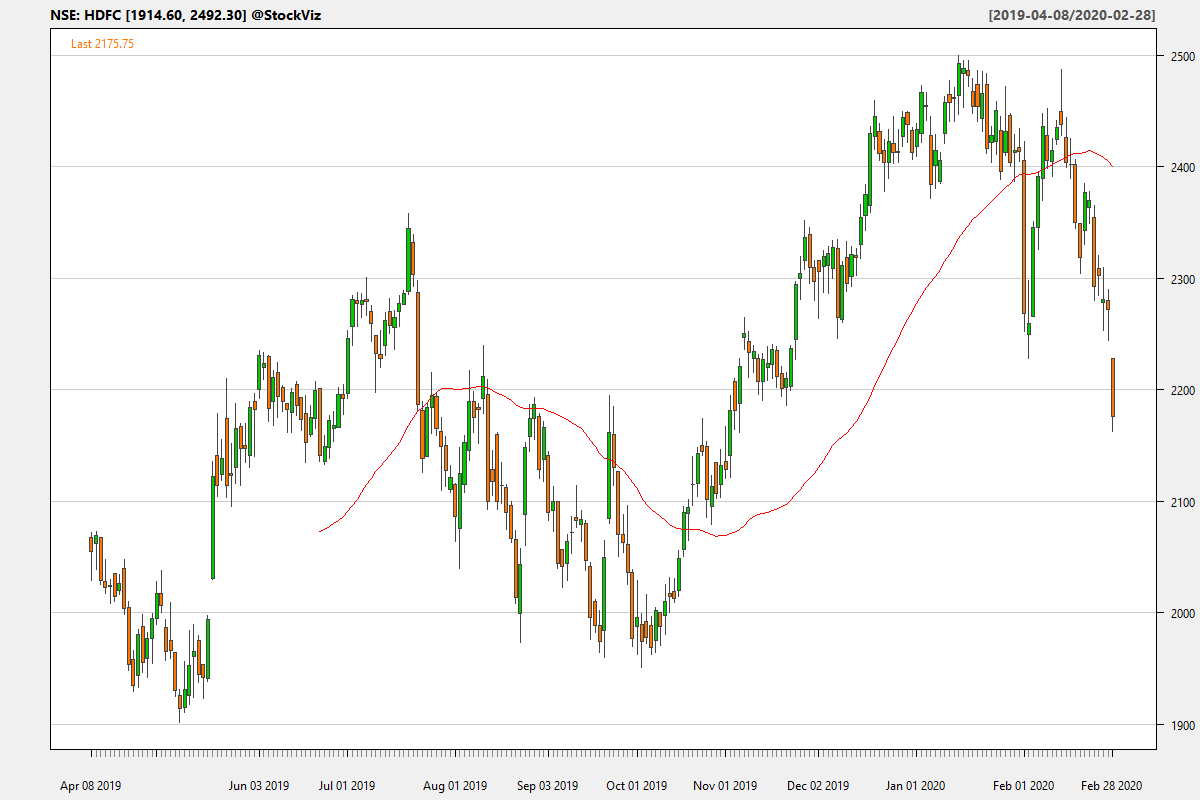 NSE: HDFC [1914.60, 2492.30] @StockViz [2019-04-08/2020-02-28]
Last 2175.75
2500
2400
2300
2200
2100
2000
1900
Apr 08 2019 Jun 03 2019 Jul 01 2019 Aug 01 2019 Sep 03 2019 Oct 01 2019 Nov 01 2019 Dec 02 2019 Jan 01 2020 Feb 01 2020 Feb 28 2020